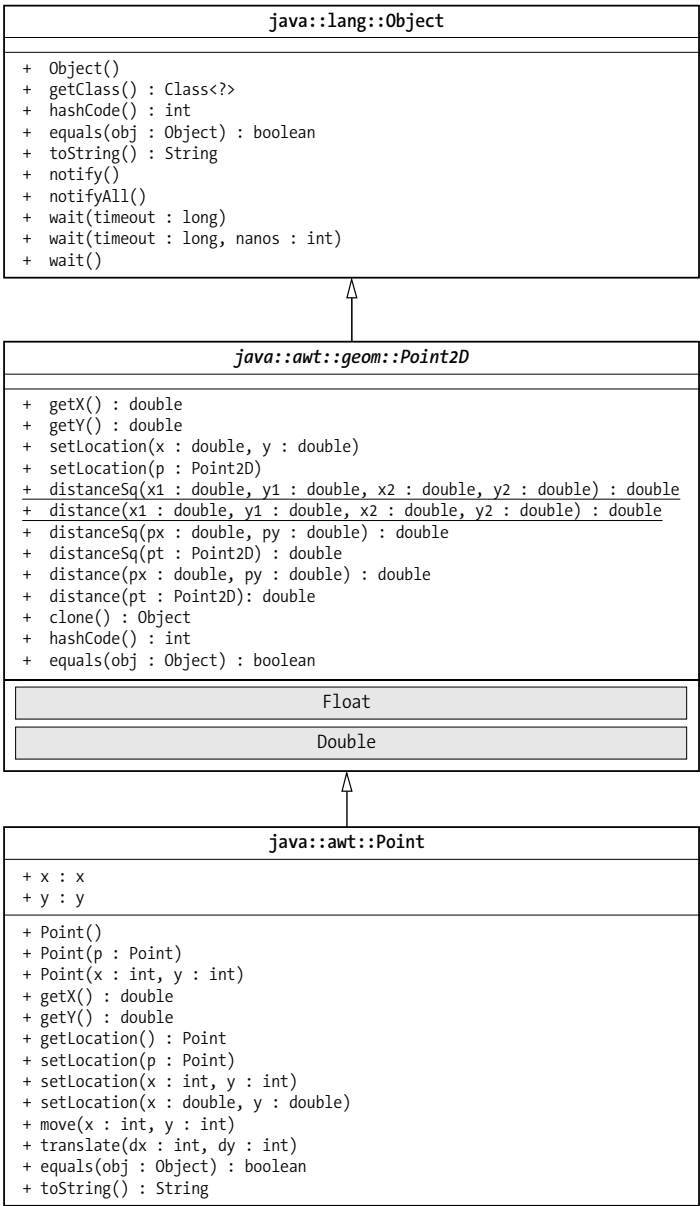 java::lang::Object
+ Object()
+ getClass() : Class<?>
+ hashCode() : int
+ equals(obj : Object) : boolean
+ toString() : String
+ notify()
+ notifyAll()
+ wait(timeout : long)
+ wait(timeout : long, nanos : int)
+ wait()
java::awt::geom::Point2D
+ getX() : double
+ getY() : double
+ setLocation(x : double, y : double)
+ setLocation(p : Point2D)
+ distanceSq(x1 : double, y1 : double, x2 : double, y2 : double) : double
+ distance(x1 : double, y1 : double, x2 : double, y2 : double) : double
+ distanceSq(px : double, py : double) : double
+ distanceSq(pt : Point2D) : double
+ distance(px : double, py : double) : double
+ distance(pt : Point2D): double
+ clone() : Object
+ hashCode() : int
+ equals(obj : Object) : boolean
Float
Double
java::awt::Point
+ x : x
+ y : y
+ Point()
+ Point(p : Point)
+ Point(x : int, y : int)
+ getX() : double
+ getY() : double
+ getLocation() : Point
+ setLocation(p : Point)
+ setLocation(x : int, y : int)
+ setLocation(x : double, y : double)
+ move(x : int, y : int)
+ translate(dx : int, dy : int)
+ equals(obj : Object) : boolean
+ toString() : String